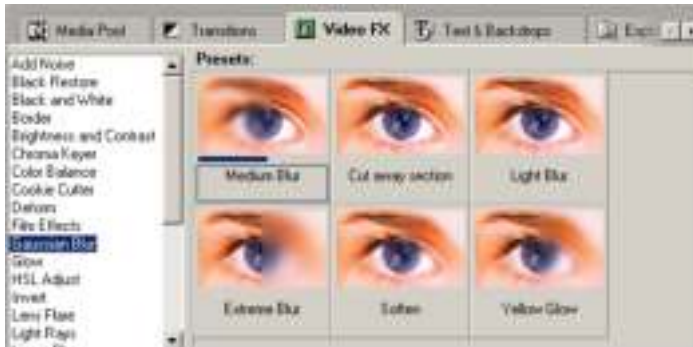 Media Pool Transitions Video FX Text & Backdrops
Presets:
Add Noise
Black Restore
Black and White
Border
Brightness and Contrast
Chroma Keyer
Color Balance
Cookie Cutter
Deform
Film Effects
Gaussian Blur
Glow
HSL Adjust
Invert
Lens Flare
Light Rays
Medium Blur Cut away section Light Blur
Extreme Blur Soften Yellow Glow